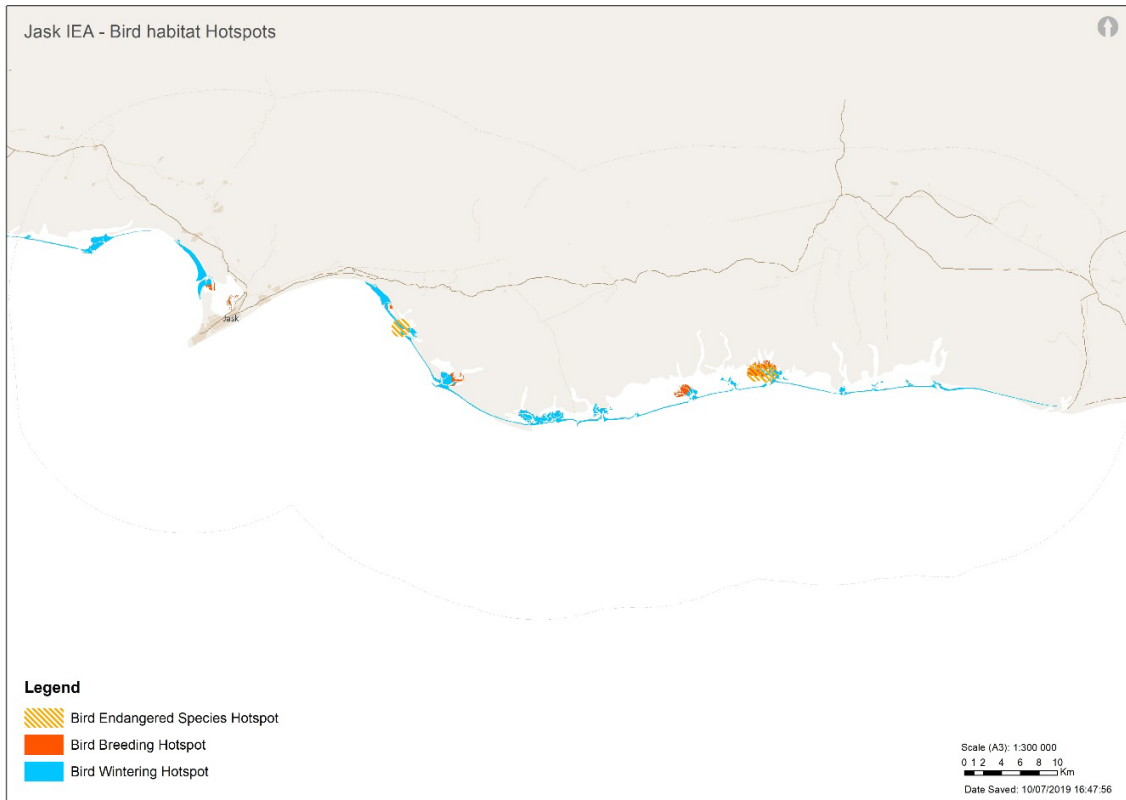 Jask IEA - Bird habitat Hotspots
Jask
Legend
Bird Endangered Species Hotspot
Bird Breeding Hotspot
Bird Wintering Hotspot
Scale (A3): 1:300 000
0 1 2 4 6 8 10
Km
Date Saved: 10/07/2019 16:47:56